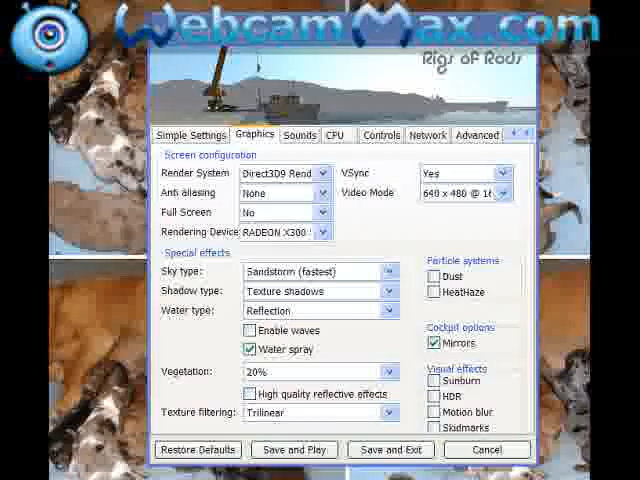 WebcamMax.com
Rigs of Rods
Simple Settings Graphics Sounds CPU Controls Network Advanced
Screen configuration
Render System Direct3D9 Rend VSync Yes
Anti aliasing None Video Mode 640 x 480 @ 16
Full Screen No
Rendering Device RADEON X300
Special effects
Particle systems
Sky type: Sandstorm (fastest) Dust
Shadow type: Texture shadows HeatHaze
Water type: Reflection
Enable waves Cockpit options
Water spray Mirrors
Vegetation: 20% Visual effects
Sunburn
High quality reflective effects HDR
Texture filtering: Trilinear Motion blur
Skidmarks
Restore Defaults Save and Play Save and Exit Cancel